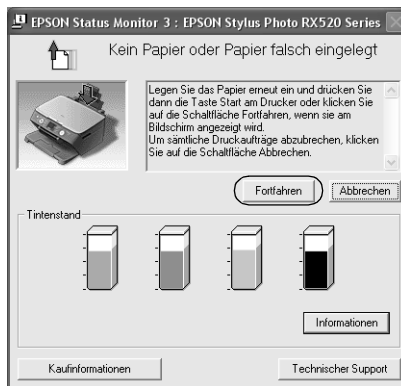 EPSON Status Monitor 3 : EPSON Stylus Photo RX520 Series
Kein Papier oder Papier falsch eingelegt
Legen Sie das Papier erneut ein und drücken Sie
dann die Taste Start am Drucker oder klicken Sie
auf die Schaltfläche Fortfahren, wenn sie am
Bildschirm angezeigt wird.
Um sämtliche Druckaufträge abzubrechen, klicken
Sie auf die Schaltfläche Abbrechen.
Fortfahren Abbrechen
Tintenstand
Informationen
Kaufinformationen Technischer Support